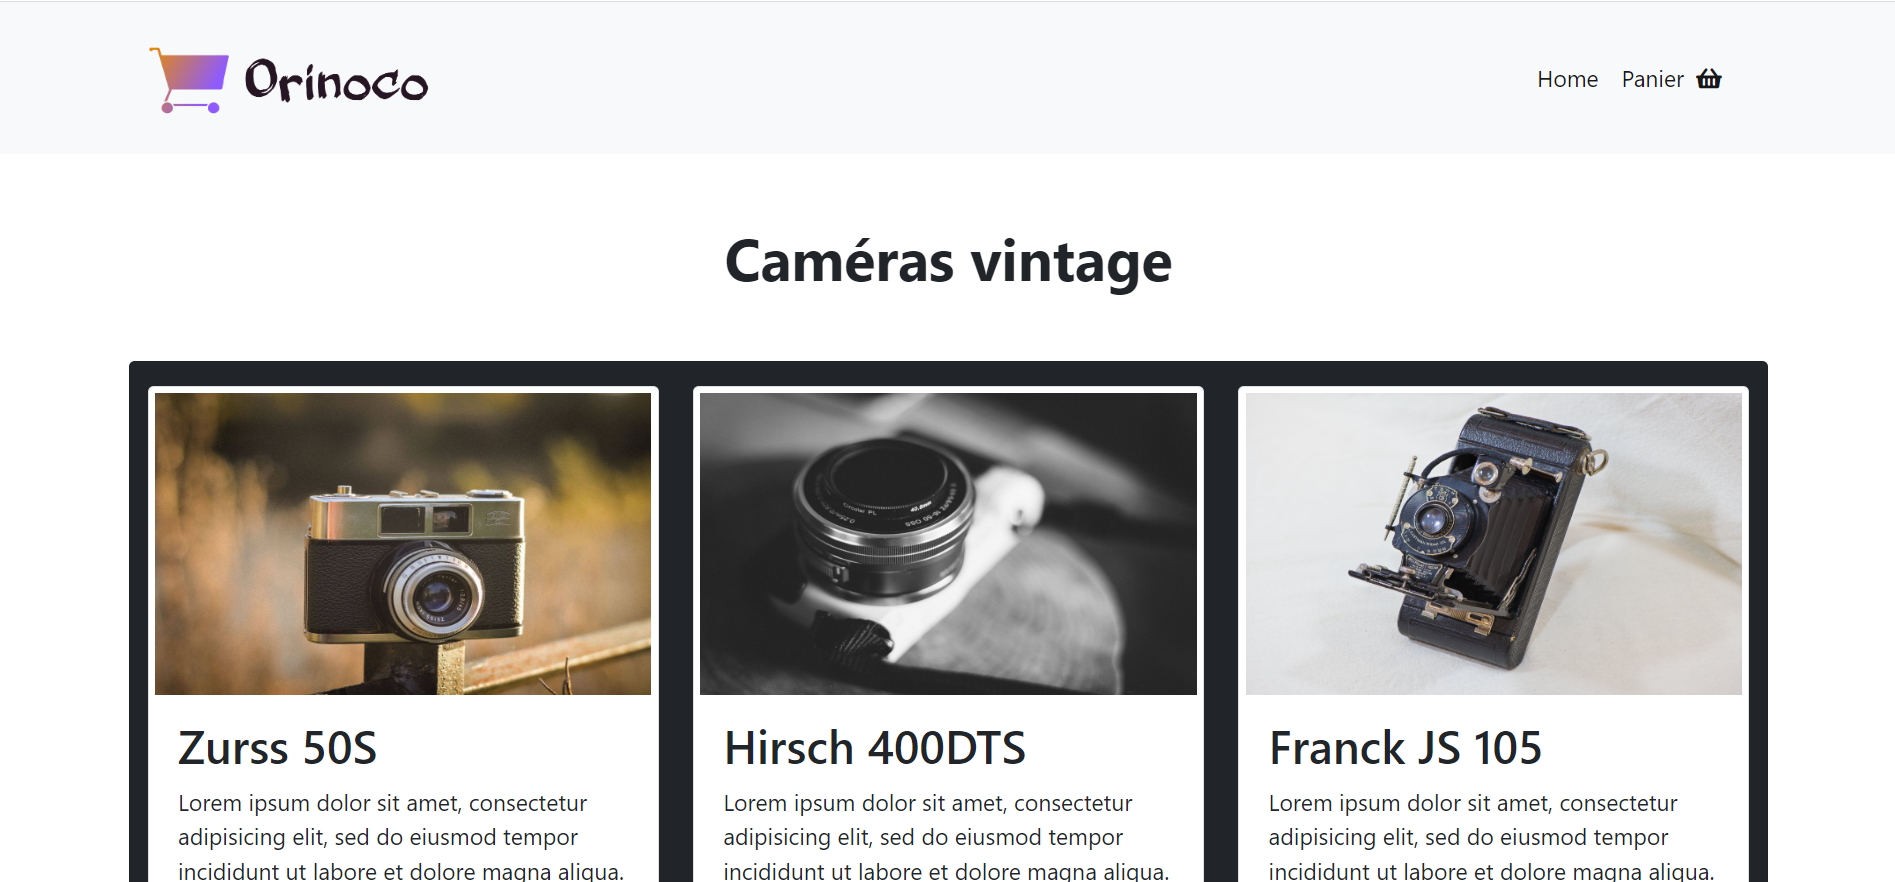 Orinoco
Home Panier
Caméras vintage
Zurss 50S
Lorem ipsum dolor sit amet, consectetur
adipisicing elit, sed do eiusmod tempor
incididunt ut labore et dolore magna aliqua.
Hirsch 400DTS
Lorem ipsum dolor sit amet, consectetur
adipisicing elit, sed do eiusmod tempor
incididunt ut labore et dolore magna aliqua.
Franck JS 105
Lorem ipsum dolor sit amet, consectetur
adipisicing elit, sed do eiusmod tempor
incididunt ut labore et dolore magna aliqua.